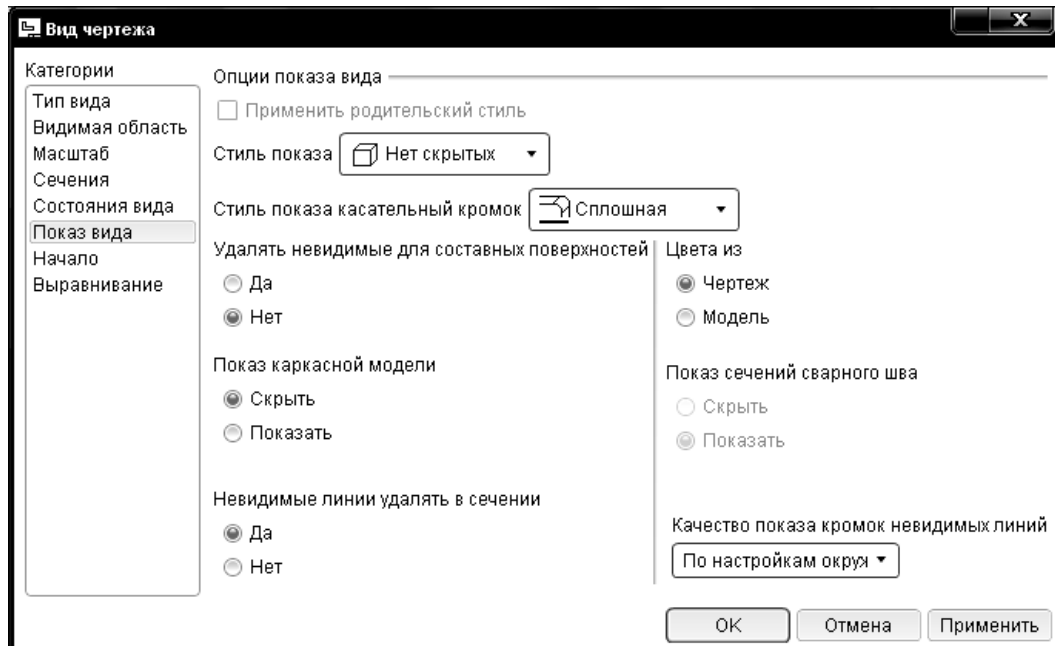 Вид чертежа
Категории
Тип вида
Видимая область
Масштаб
Сечения
Состояния вида
Показ вида
Начало
Выравнивание
Опции показа вида
Применить родительский стиль
Стиль показа Нет скрытых
Стиль показа касательный кромок Сплошная
Удалять невидимые для составных поверхностей
Да
Нет
Показ каркасной модели
Скрыть
Показать
Невидимые линии удалять в сечении
Да
Нет
Цвета из
Чертеж
Модель
Показ сечений сварного шва
Скрыть
Показать
Качество показа кромок невидимых линий
По настройкам окруж
OK
Отмена
Применить